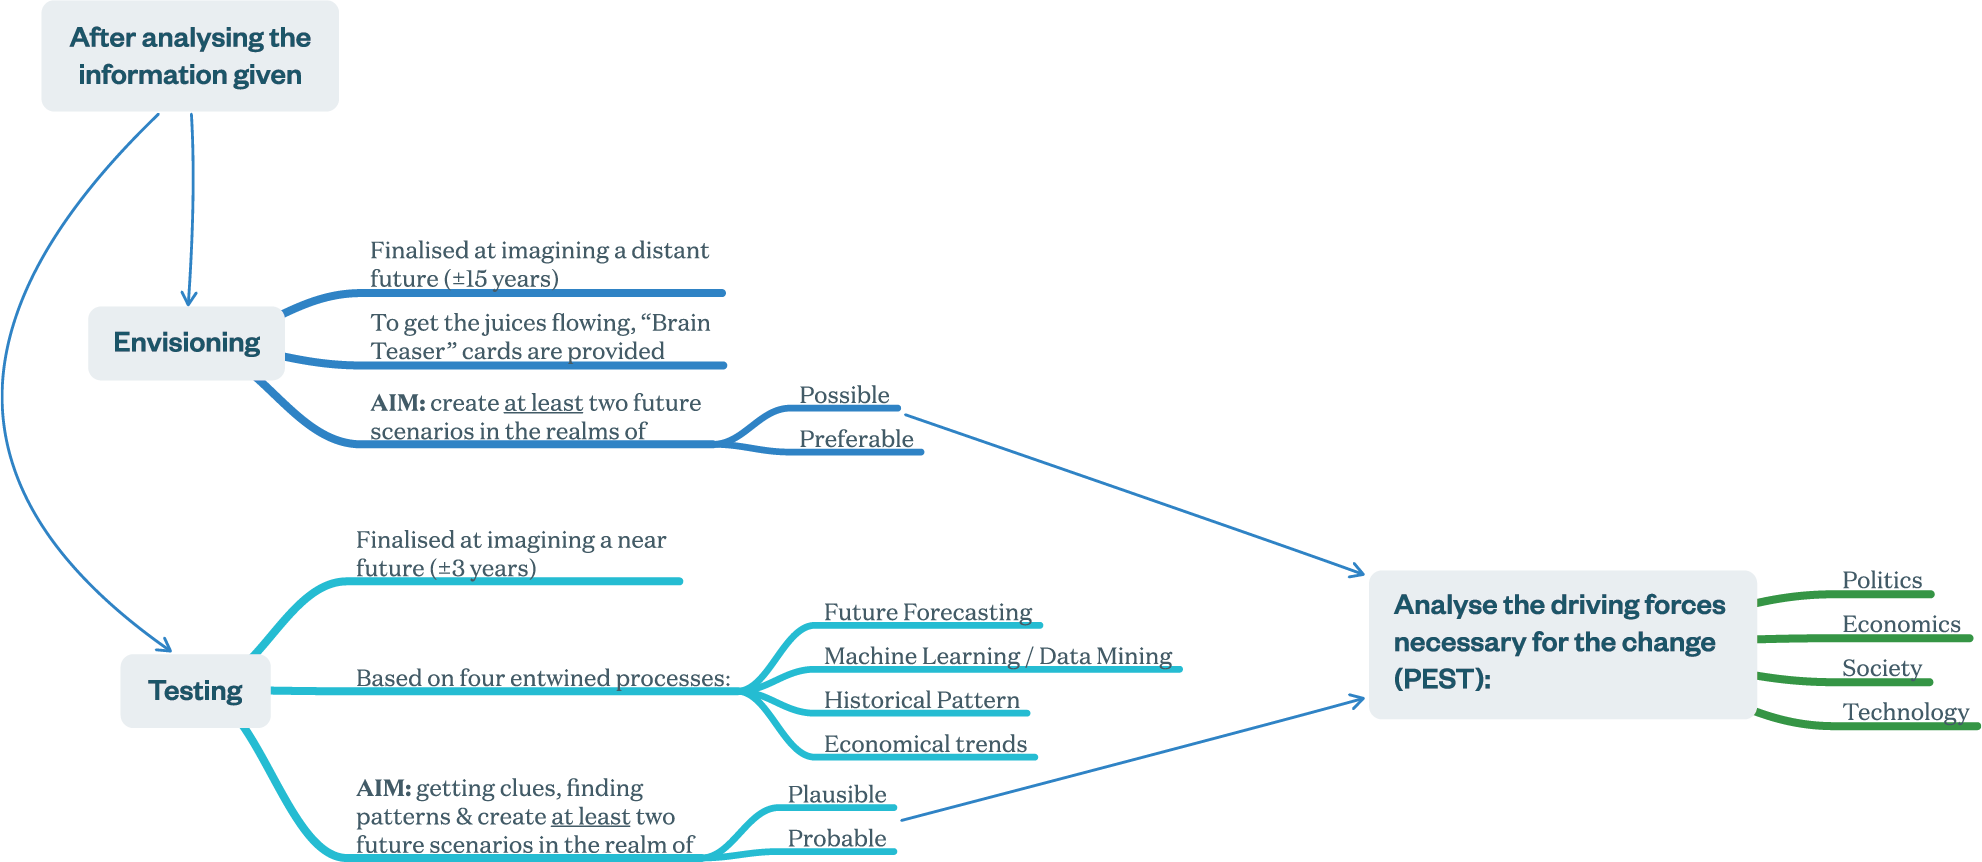 After analysing the
information given
Finalised at imagining a distant
future (±15 years)
To get the juices flowing, “Brain
Teaser” cards are provided
Envisioning
AIM: create at least two future
scenarios in the realms of
Possible
Preferable
Finalised at imagining a near
future (±3 years)
Testing
Based on four entwined processes:
Future Forecasting
Machine Learning / Data Mining
Historical Pattern
Economical trends
AIM: getting clues, finding
patterns & create at least two
future scenarios in the realm of
Plausible
Probable
Analyse the driving forces
necessary for the change
(PEST):
Politics
Economics
Society
Technology